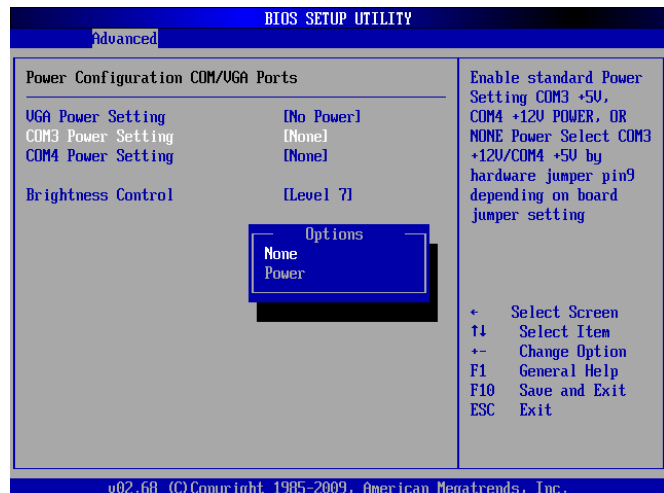 BIOS SETUP UTILITY
Advanced
Power Configuration COM/VGA Ports
VGA Power Setting [No Power]
COM3 Power Setting [None]
COM4 Power Setting [None]
Brightness Control [Level 7]
Options
None
Power
Enable standard Power
Setting COM3 +5V,
COM4 +12V POWER, OR
NONE Power Select COM3
+12V/COM4 +5V by
hardware jumper pin9
depending on board
jumper setting
← Select Screen
↑↓ Select Item
+- Change Option
F1 General Help
F10 Save and Exit
ESC Exit
v02.68 (C)Copyright 1985-2009, American Megatrends, Inc.